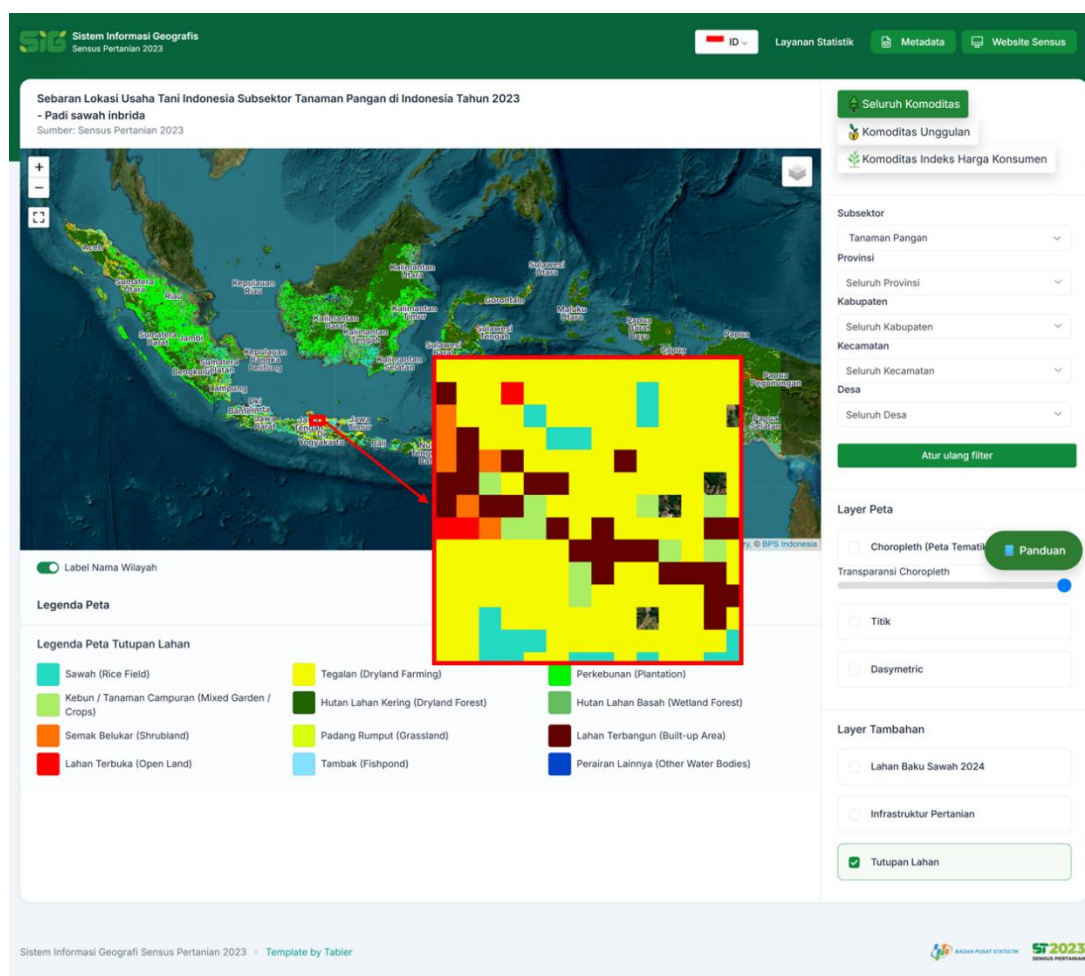 SIG
Sistem Informasi Geografis
Sensus Pertanian 2023
ID
Layanan Statistik
Metadata
Website Sensus
Sebaran Lokasi Usaha Tani Indonesia Subsektor Tanaman Pangan di Indonesia Tahun 2023
- Padi sawah inbrida
Sumber: Sensus Pertanian 2023
+
−
Aceh
Sumatera
Utara
Riau
Kepulauan
Riau
Sumatera
Barat
Jambi
Sumatera
Selatan
Bengkulu
Kepulauan
Bangka
Belitung
Lampung
Dki
Banten
Jawa
Barat
Yogyakarta
Jawa
Timur
Bali
Kalimantan
Utara
Kalimantan
Timur
Kalimantan
Barat
Kalimantan
Tengah
Kalimantan
Selatan
Sulawesi
Utara
Gorontalo
Sulawesi
Tengah
Sulawesi
Barat
Maluku
Utara
Papua
Barat
Daya
Papua
Papua
Pegunungan
Papua
Selatan
© BPS Indonesia
Label Nama Wilayah
Legenda Peta
Legenda Peta Tutupan Lahan
Sawah (Rice Field)
Tegalan (Dryland Farming)
Perkebunan (Plantation)
Kebun / Tanaman Campuran (Mixed Garden /
Crops)
Hutan Lahan Kering (Dryland Forest)
Hutan Lahan Basah (Wetland Forest)
Semak Belukar (Shrubland)
Padang Rumput (Grassland)
Lahan Terbangun (Built-up Area)
Lahan Terbuka (Open Land)
Tambak (Fishpond)
Perairan Lainnya (Other Water Bodies)
Seluruh Komoditas
Komoditas Unggulan
Komoditas Indeks Harga Konsumen
Subsektor
Tanaman Pangan
Provinsi
Seluruh Provinsi
Kabupaten
Seluruh Kabupaten
Kecamatan
Seluruh Kecamatan
Desa
Seluruh Desa
Atur ulang filter
Layer Peta
Choropleth (Peta Tematik
Panduan
Transparansi Choropleth
Titik
Dasymetric
Layer Tambahan
Lahan Baku Sawah 2024
Infrastruktur Pertanian
Tutupan Lahan
Sistem Informasi Geografi Sensus Pertanian 2023 - Template by Tabler
BADAN PUSAT STATISTIK
ST2023
SENSUS PERTANIAN